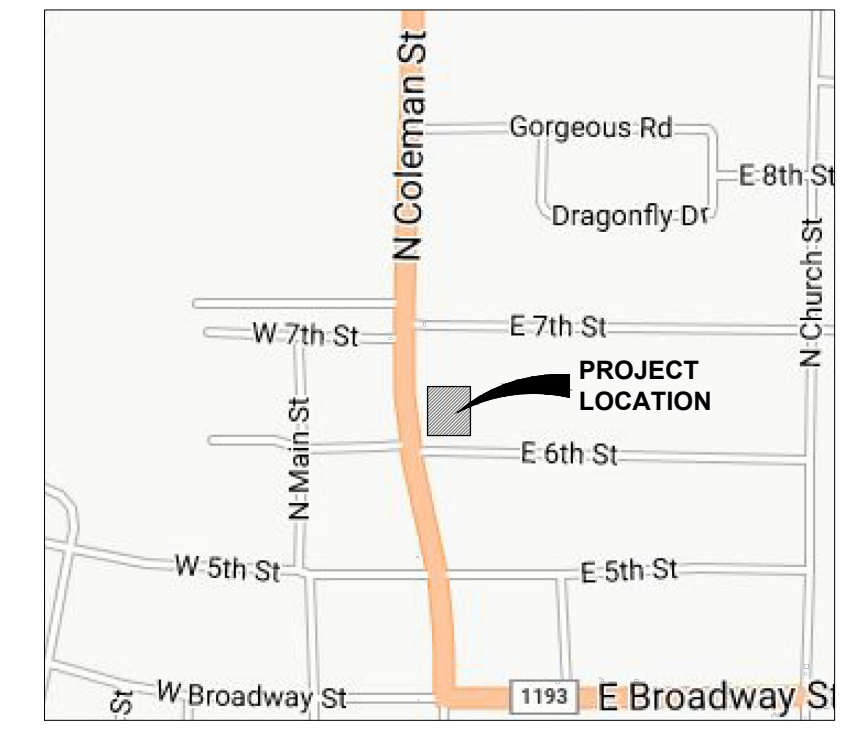 N Coleman St
Gorgeous Rd
E 8th St
Dragonfly Dr
N Church St
E 7th St
W 7th St
PROJECT
LOCATION
N Main St
E 6th St
W 5th St
E 5th St
St
W Broadway St
1193
E Broadway St